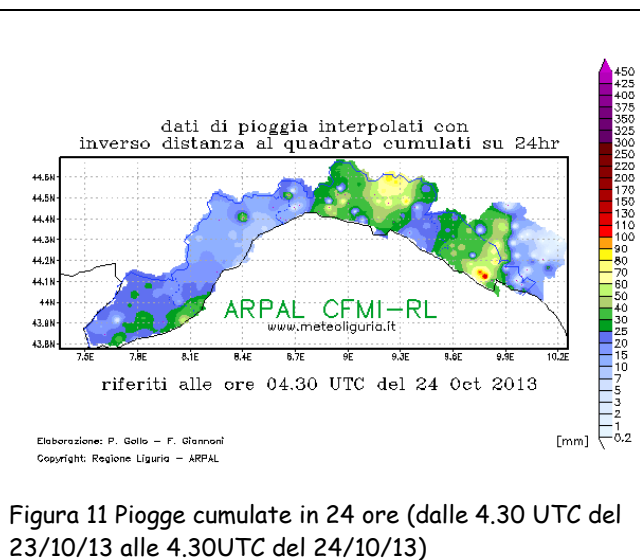 dati di pioggia interpolati con
inverso distanza al quadrato cumulati su 24hr
450
425
400
375
350
325
300
250
220
200
170
150
130
110
100
90
80
70
60
50
40
30
25
20
15
10
7
5
3
2
1
0.2
44.6N
44.5N
44.4N
44.3N
44.2N
44.1N
44N
43.9N
43.8N
ARPAL CFMI-RL
www.meteoliguria.it
7.5E 7.8E 8.1E 8.4E 8.7E 9E 9.3E 9.6E 9.9E 10.2E
riferiti alle ore 04.30 UTC del 24 Oct 2013
Elaborazione: P. Gollo - F. Giannoni
[mm]
Copyright: Regione Liguria - ARPAL
Figura 11 Piogge cumulate in 24 ore (dalle 4.30 UTC del
23/10/13 alle 4.30UTC del 24/10/13)